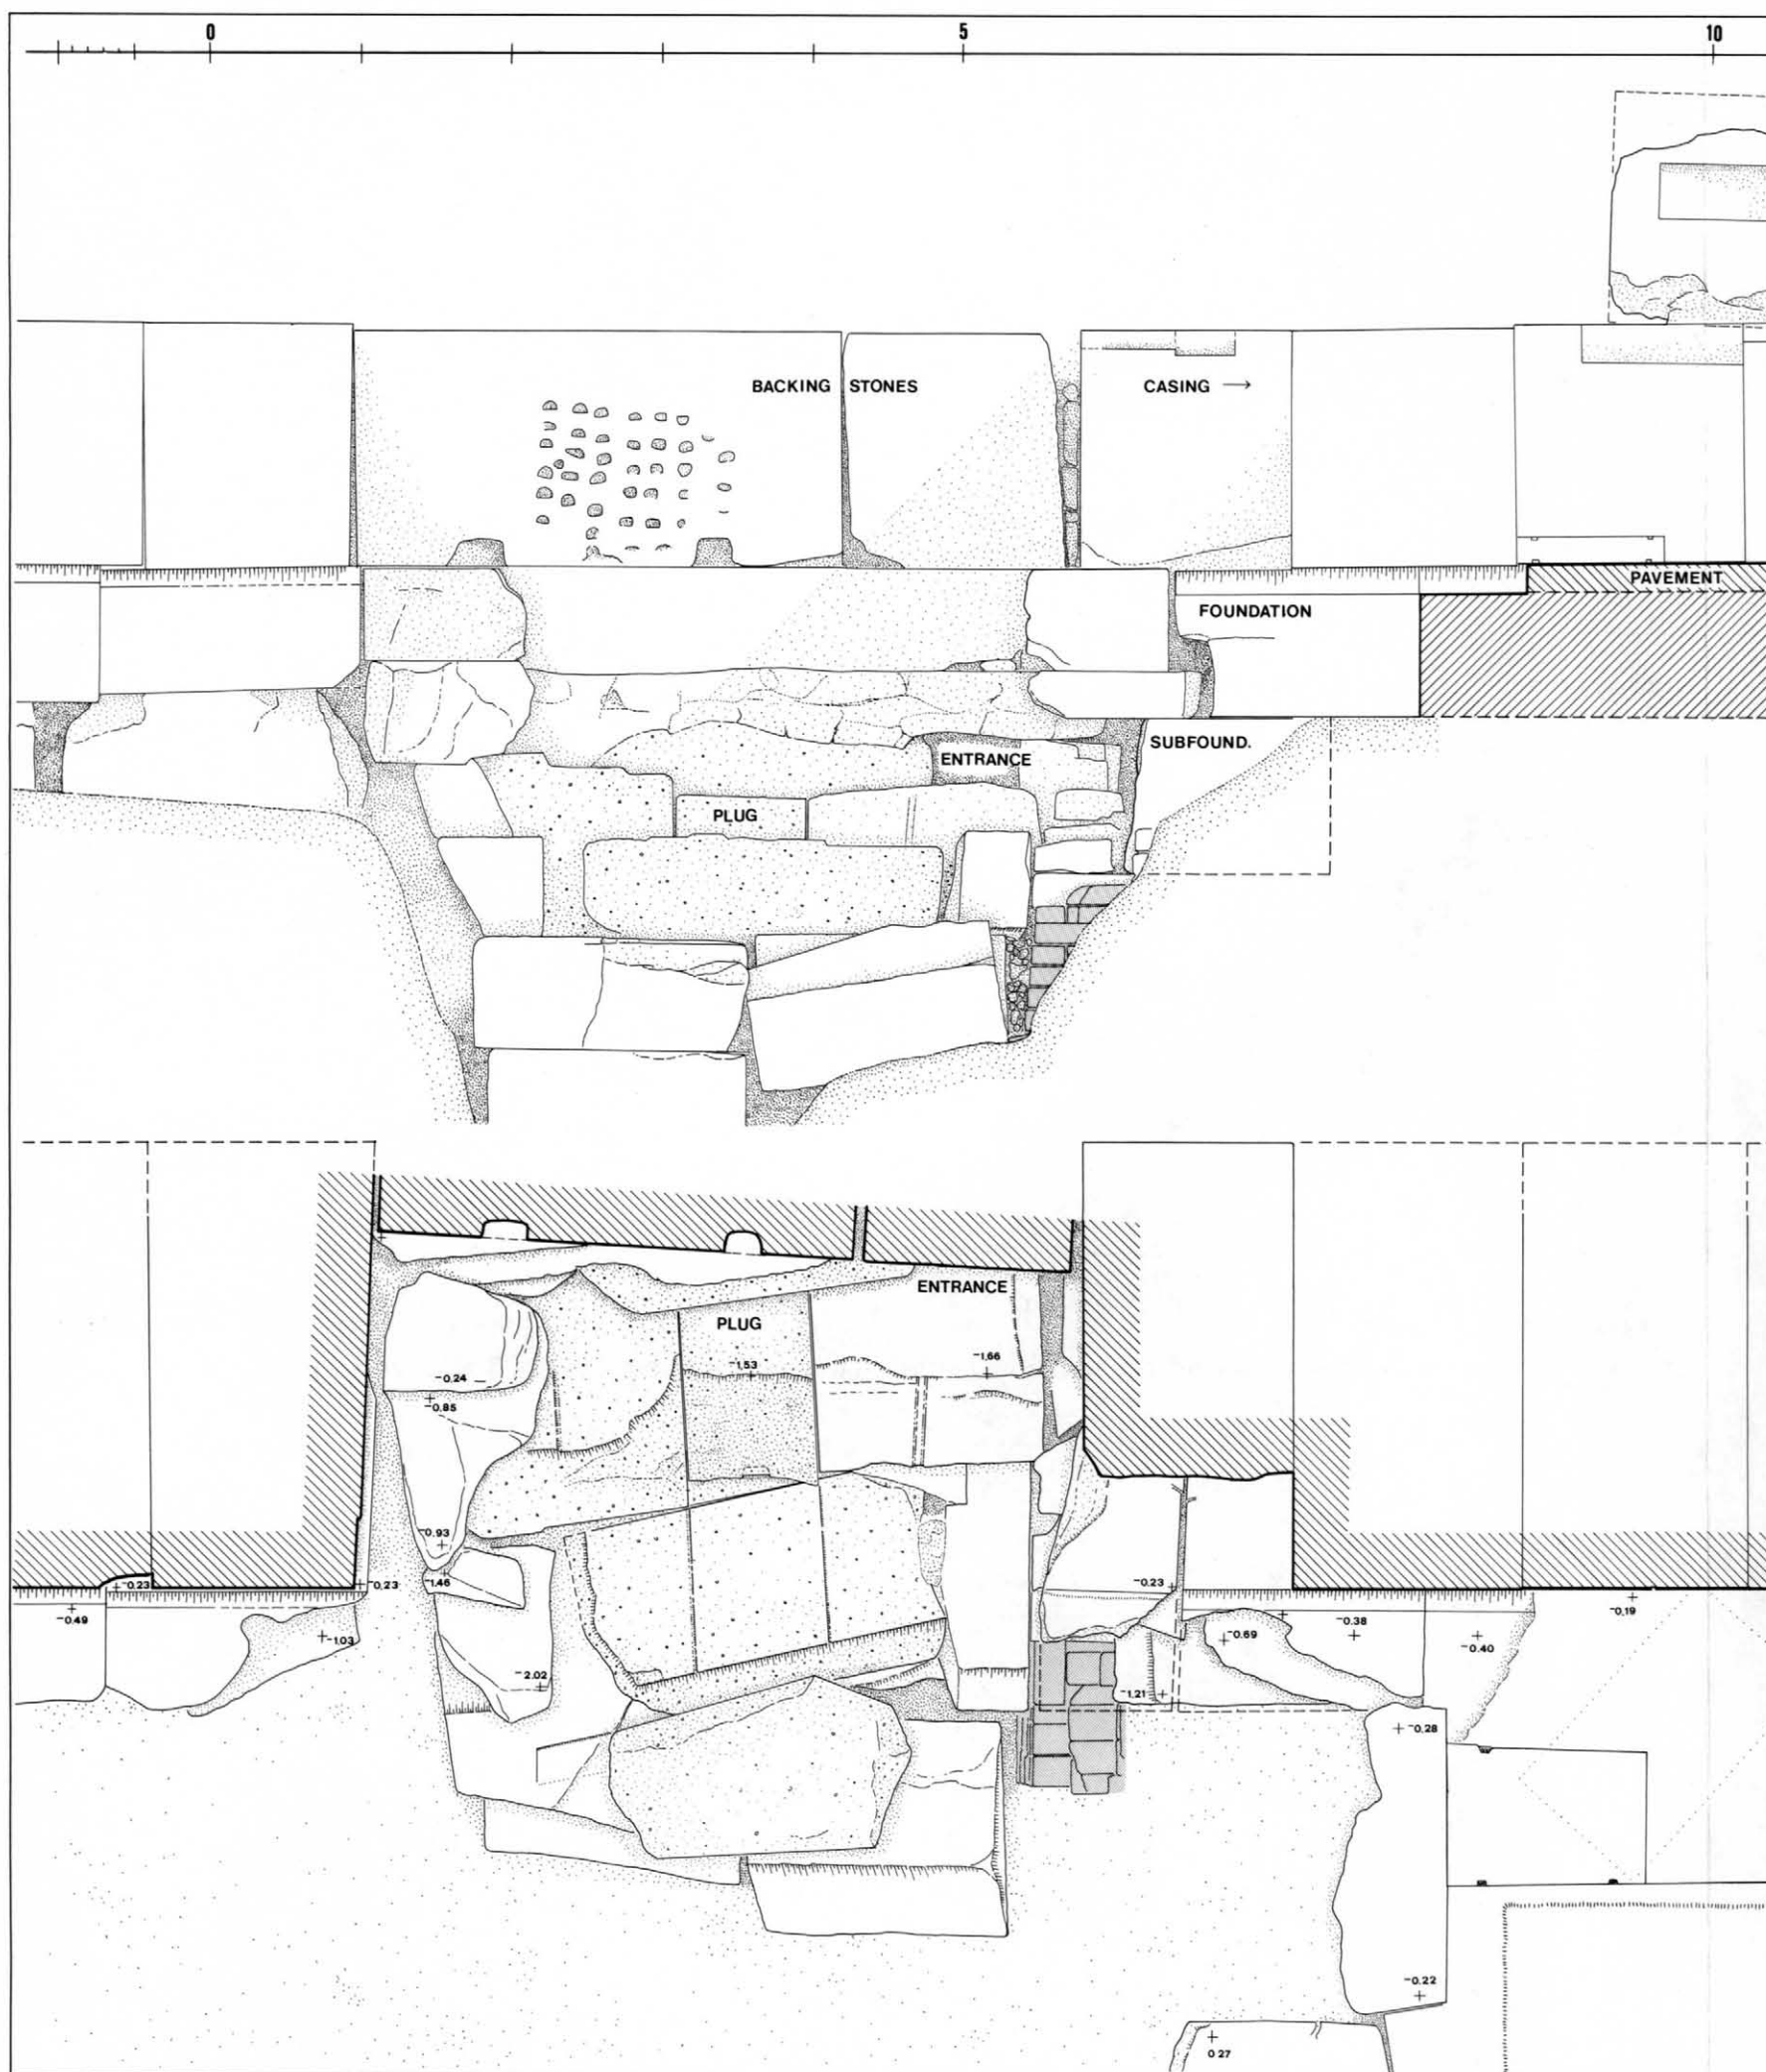 0 5 10
BACKING STONES
CASING →
PAVEMENT
FOUNDATION
SUBFOUND.
ENTRANCE
PLUG
ENTRANCE
PLUG
-1.53
-1.66
-0.24
-0.85
-0.93
-1.46
-0.23
-0.23
-0.23
-0.49
-0.38
-0.19
-1.03
-0.69
-0.40
-2.02
-1.21
-0.28
-0.22
0 27